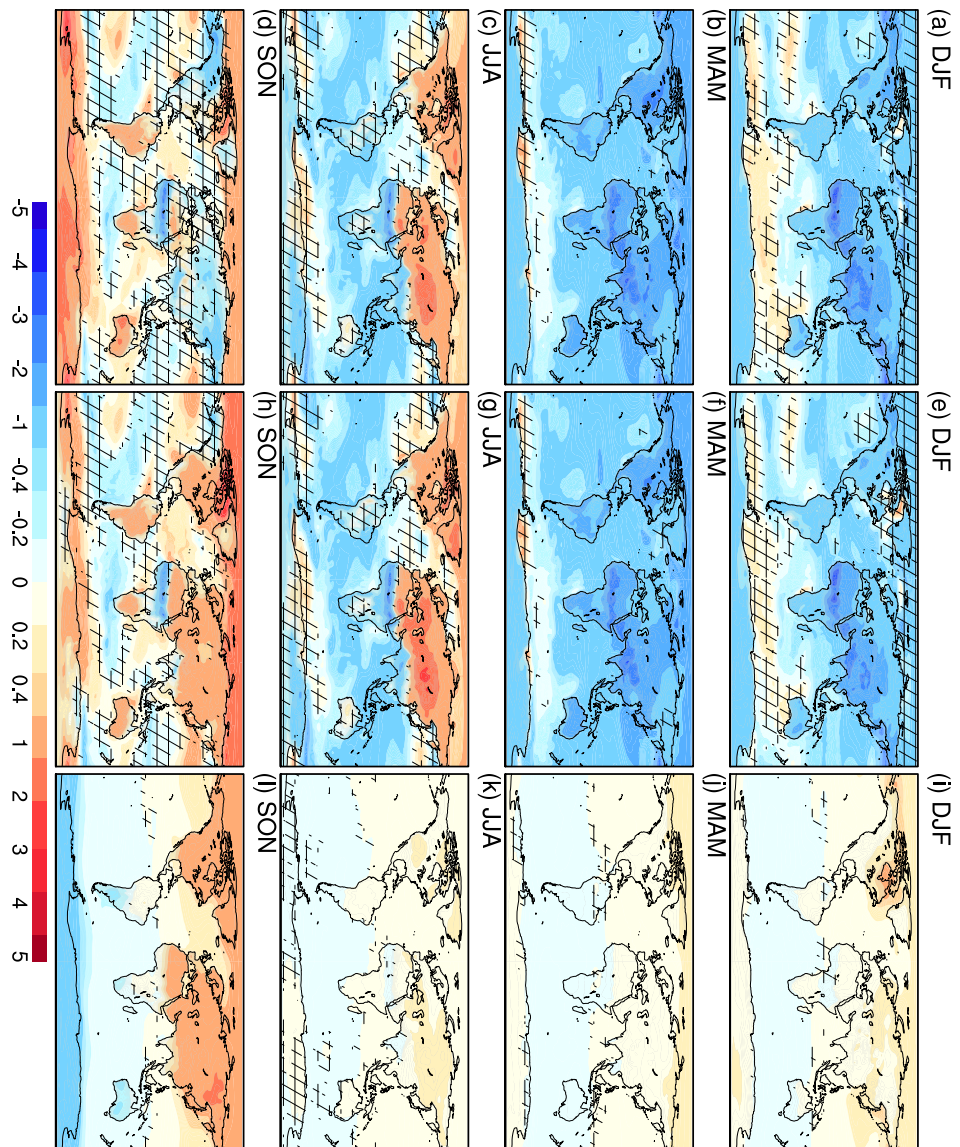 (a) DJF
(e) DJF
(i) DJF
(b) MAM
(f) MAM
(j) MAM
(c) JJA
(g) JJA
(k) JJA
(d) SON
(h) SON
(l) SON
-5 -4 -3 -2 -1 -0.4 -0.2 0 0.2 0.4 1 2 3 4 5